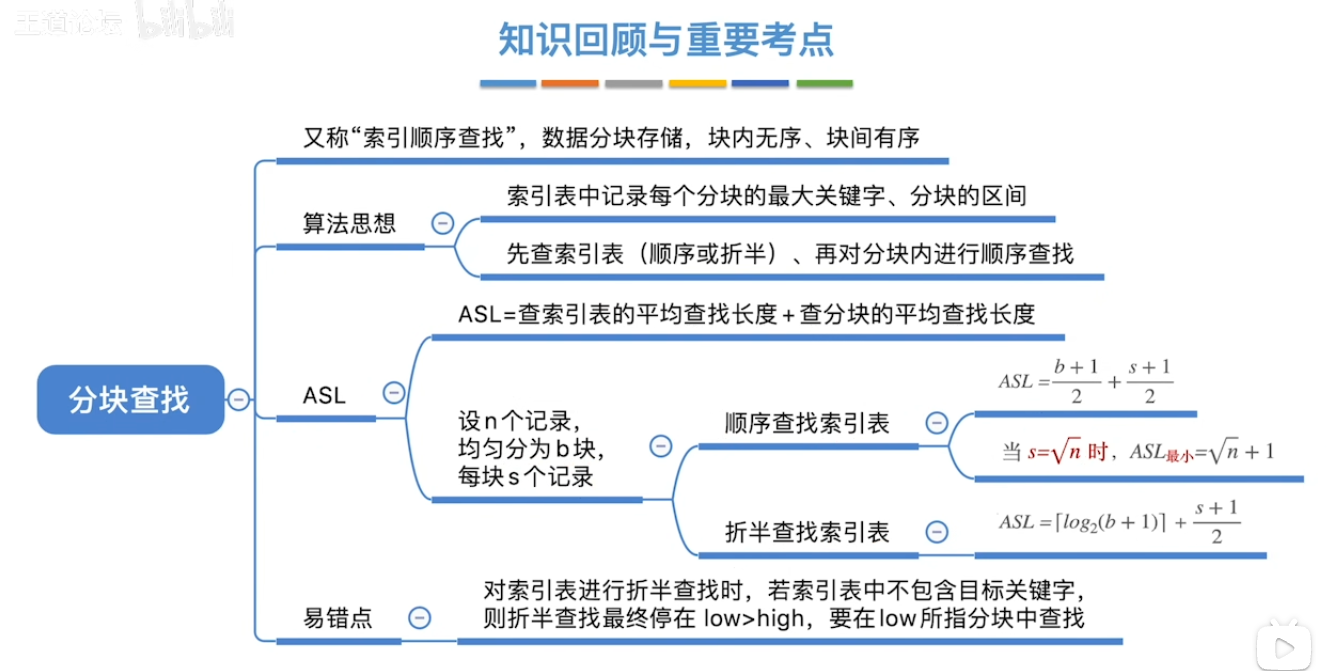 王道论坛 bilibili
知识回顾与重要考点
又称“索引顺序查找”，数据分块存储，块内无序、块间有序
算法思想
索引表中记录每个分块的最大关键字、分块的区间
先查索引表（顺序或折半）、再对分块内进行顺序查找
分块查找
ASL
ASL=查索引表的平均查找长度+查分块的平均查找长度
设n个记录，
均匀分为b块，
每块s个记录
顺序查找索引表
ASL = (b+1)/2 + (s+1)/2
当 s=√n 时，ASL最小=√n + 1
折半查找索引表
ASL = ⌈log₂(b+1)⌉ + (s+1)/2
易错点
对索引表进行折半查找时，若索引表中不包含目标关键字，
则折半查找最终停在 low>high，要在low所指分块中查找